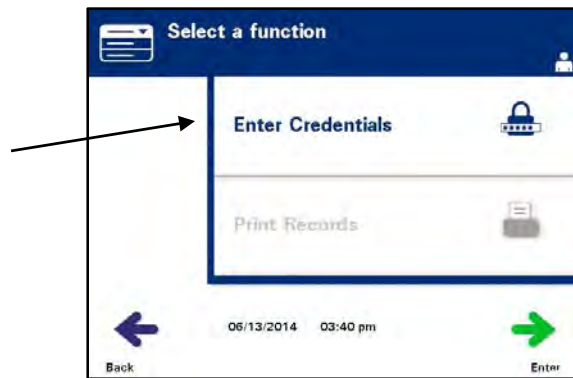 Select a function
Enter Credentials
Print Records
06/13/2014 03:40 pm
Back
Enter